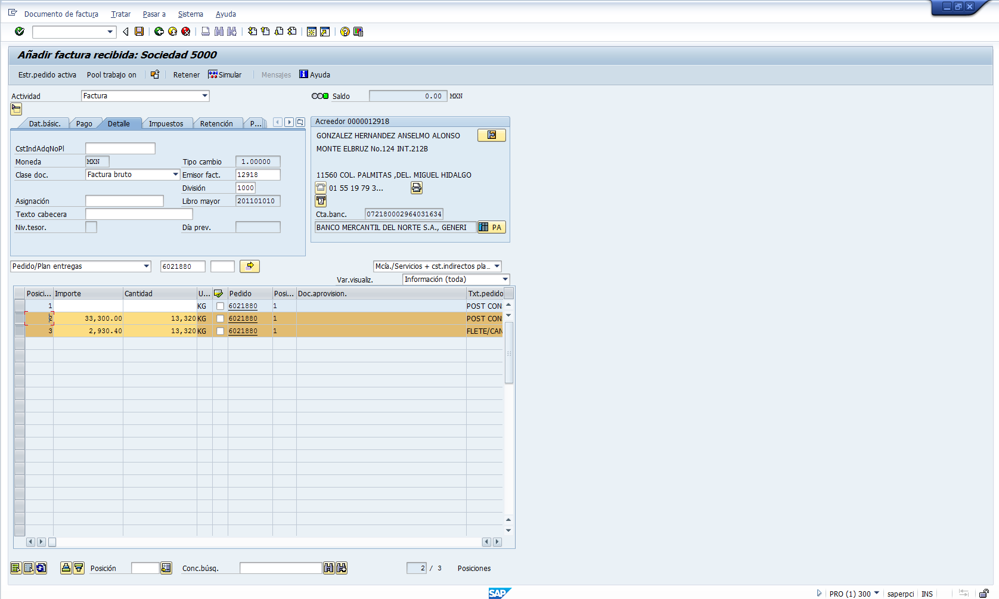 Documento de factura Tratar Pasar a Sistema Ayuda
Añadir factura recibida: Sociedad 5000
Estr.pedido activa Pool trabajo on Retener Simular Mensajes Ayuda
Actividad Factura Saldo 0.00 MXN
Dat.básic. Pago Detalle Impuestos Retención P...
CstIndAdqNoPl
Moneda MXN Tipo cambio 1.00000
Clase doc. Factura bruto Emisor fact. 12918
División 1000
Asignación Libro mayor 201101010
Texto cabecera
Niv.tesor. Día prev.
Acreedor 0000012918
GONZALEZ HERNANDEZ ANSELMO ALONSO
MONTE ELBRUZ No.124 INT.212B
11560 COL. PALMITAS ,DEL. MIGUEL HIDALGO
01 55 19 79 3...
Cta.banc. 072180002964031634
BANCO MERCANTIL DEL NORTE S.A., GENERI PA
Pedido/Plan entregas 6021880 Mcía./Servicios + cst.indirectos pla...
Var.visualiz. Información (toda)
Posici... Importe Cantidad U... Pedido Posi... Doc.aprovision. Txt.pedido
1 KG 6021880 1 POST CON
2 33,300.00 13,320 KG 6021880 1 POST CON
3 2,930.40 13,320 KG 6021880 1 FLETE/CAN
Posición Conc.búsq. 2 / 3 Posiciones
SAP PRO (1) 300 saperpci INS